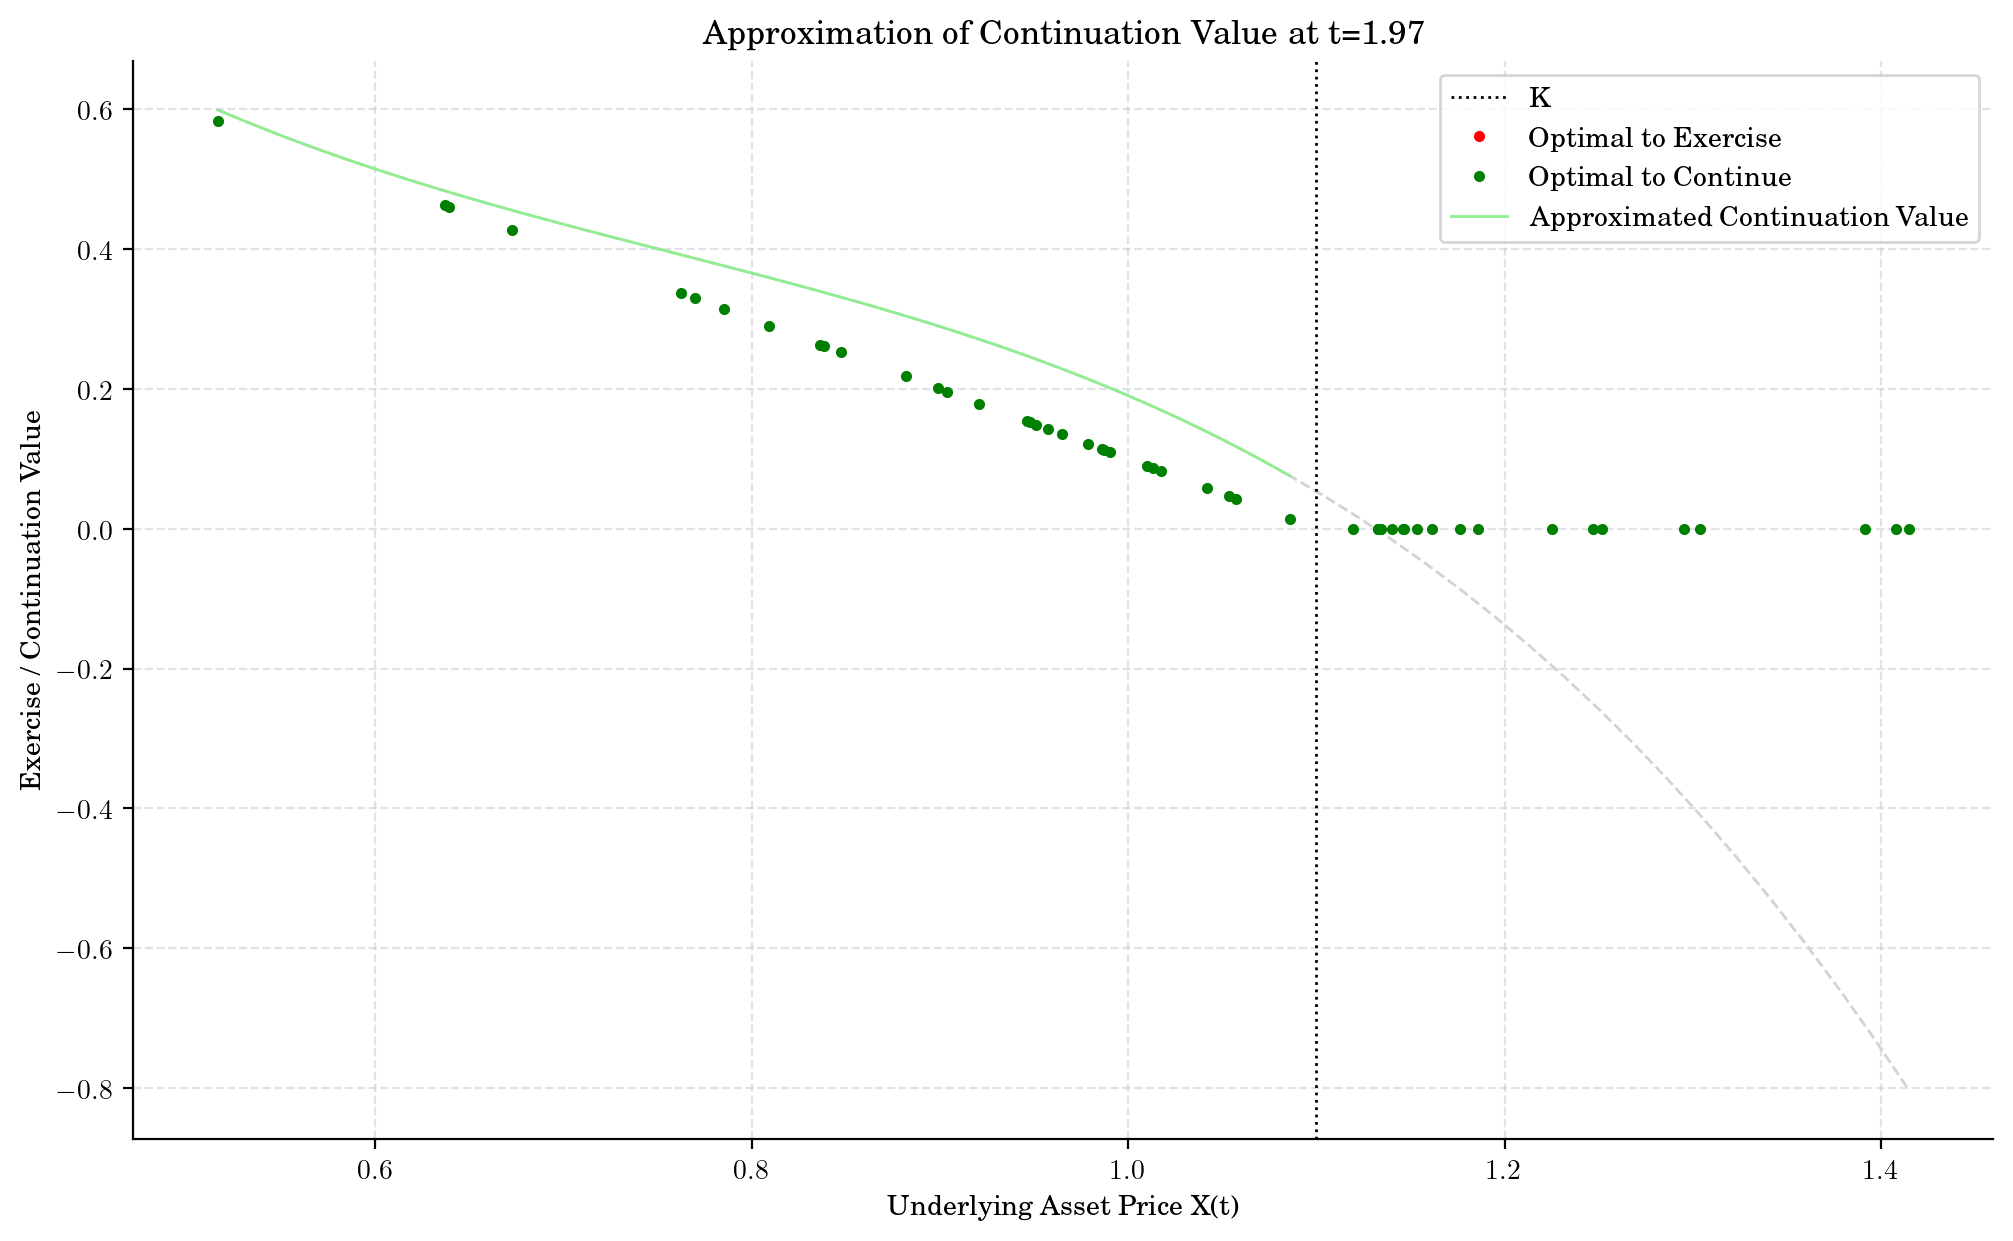 Approximation of Continuation Value at t=1.97
K
Optimal to Exercise
Optimal to Continue
Approximated Continuation Value
Exercise / Continuation Value
0.6
0.4
0.2
0.0
−0.2
−0.4
−0.6
−0.8
0.6
0.8
1.0
1.2
1.4
Underlying Asset Price X(t)